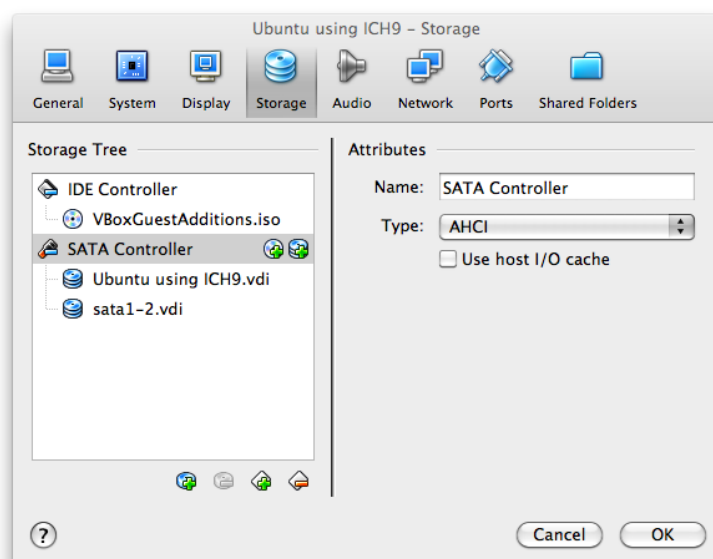 Ubuntu using ICH9 – Storage
General System Display Storage Audio Network Ports Shared Folders
Storage Tree
IDE Controller
VBoxGuestAdditions.iso
SATA Controller
Ubuntu using ICH9.vdi
sata1-2.vdi
Attributes
Name: SATA Controller
Type: AHCI
Use host I/O cache
?
Cancel OK